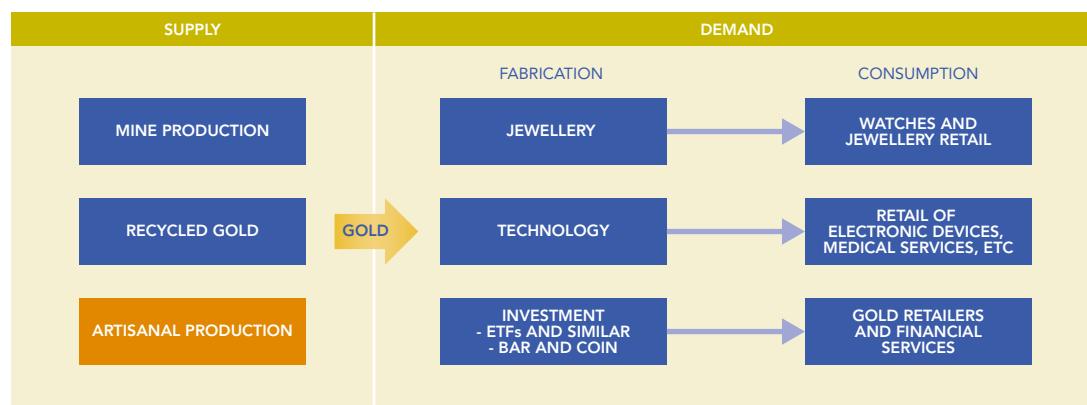 SUPPLY
DEMAND
FABRICATION
CONSUMPTION
MINE PRODUCTION
JEWELLERY
WATCHES AND
JEWELLERY RETAIL
RECYCLED GOLD
GOLD
TECHNOLOGY
RETAIL OF
ELECTRONIC DEVICES,
MEDICAL SERVICES, ETC
ARTISANAL PRODUCTION
INVESTMENT
- ETFs AND SIMILAR
- BAR AND COIN
GOLD RETAILERS
AND FINANCIAL
SERVICES